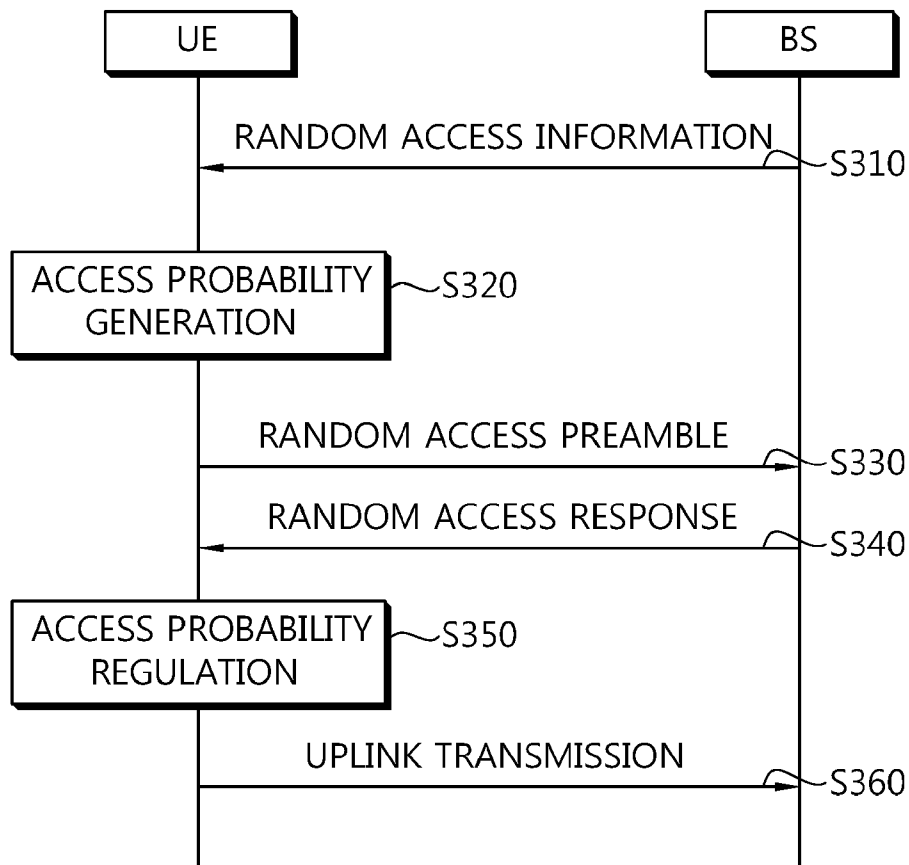 UE
BS
RANDOM ACCESS INFORMATION
S310
ACCESS PROBABILITY
GENERATION
S320
RANDOM ACCESS PREAMBLE
S330
RANDOM ACCESS RESPONSE
S340
ACCESS PROBABILITY
REGULATION
S350
UPLINK TRANSMISSION
S360